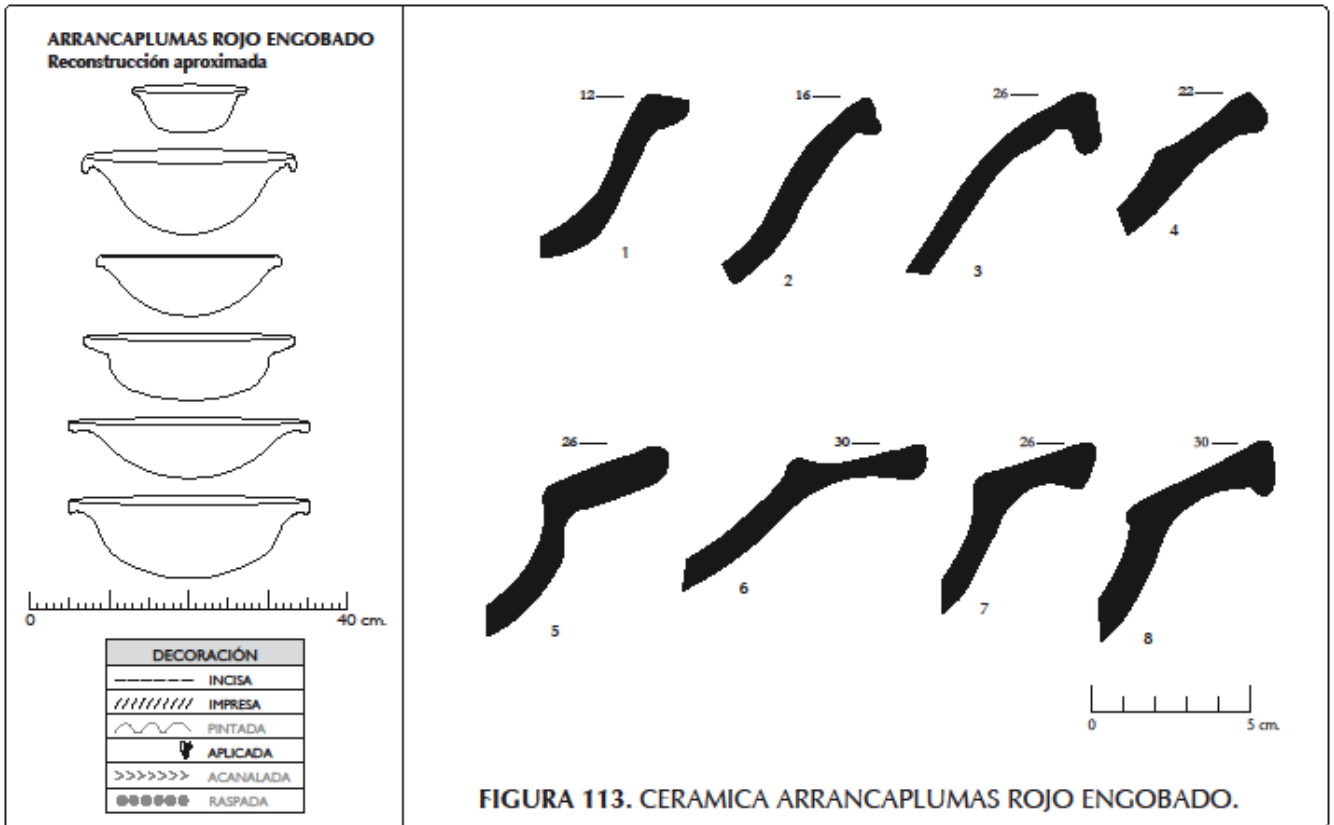 ARRANCAPLUMAS ROJO ENGOBADO
Reconstrucción aproximada
0 40 cm.
DECORACIÓN
INCISA
IMPRESA
PINTADA
APLICADA
ACANALADA
RASPADA
12 16 26 22
1 2 3 4
26 30 26 30
5 6 7 8
0 5 cm.
FIGURA 113. CERAMICA ARRANCAPLUMAS ROJO ENGOBADO.